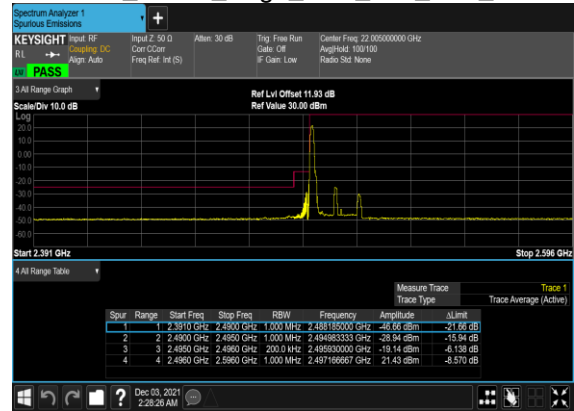 Spectrum Analyzer 1
Spurious Emissions
+
KEYSIGHT Input: RF Input Z: 50 Ω Atten: 30 dB Trig: Free Run Center Freq: 22.005000000 GHz
RL Coupling: DC Corr CCorr Gate: Off Avg|Hold: 100/100
Align: Auto Freq Ref: Int (S) IF Gain: Low Radio Std: None
PASS
3 All Range Graph
Ref Lvl Offset 11.93 dB
Scale/Div 10.0 dB Ref Value 30.00 dBm
Log
20.0
10.0
0.00
-10.0
-20.0
-30.0
-40.0
-50.0
-60.0
Start 2.391 GHz Stop 2.596 GHz
4 All Range Table
Measure Trace Trace 1
Trace Type Trace Average (Active)
Spur Range Start Freq Stop Freq RBW Frequency Amplitude ΔLimit
1 1 2.3910 GHz 2.4900 GHz 1.000 MHz 2.488185000 GHz -46.66 dBm -21.66 dB
2 2 2.4900 GHz 2.4950 GHz 1.000 MHz 2.494983333 GHz -28.94 dBm -15.94 dB
3 3 2.4950 GHz 2.4960 GHz 200.0 kHz 2.495930000 GHz -19.14 dBm -6.138 dB
4 4 2.4960 GHz 2.5960 GHz 1.000 MHz 2.497166667 GHz 21.43 dBm -8.570 dB
? Dec 03, 2021
2:28:26 AM